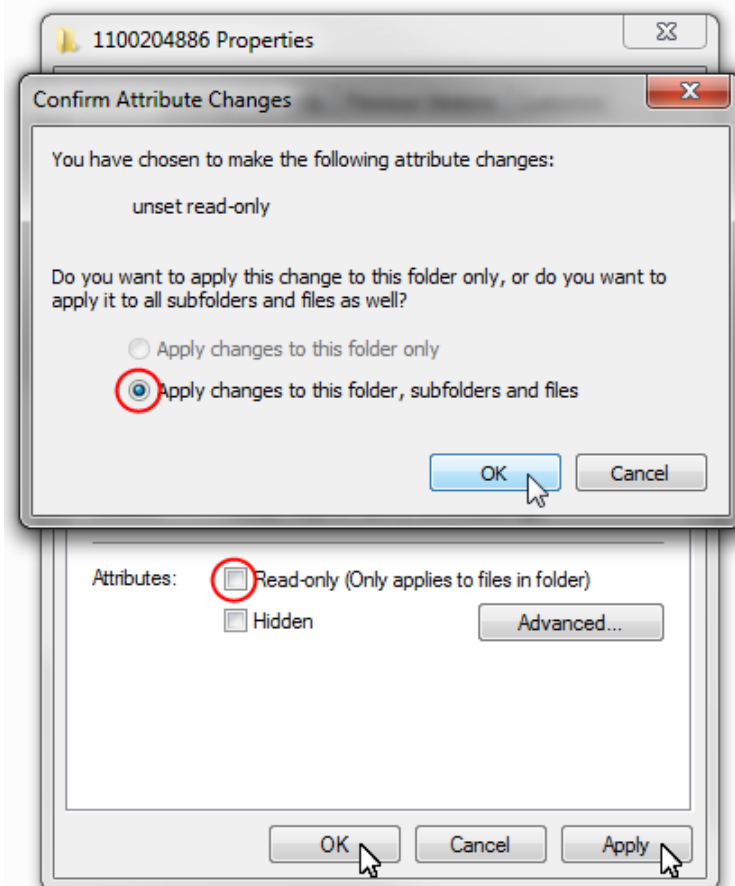 1100204886 Properties
Confirm Attribute Changes
You have chosen to make the following attribute changes:
unset read-only
Do you want to apply this change to this folder only, or do you want to
apply it to all subfolders and files as well?
Apply changes to this folder only
Apply changes to this folder, subfolders and files
OK Cancel
Attributes: Read-only (Only applies to files in folder)
Hidden Advanced...
OK Cancel Apply